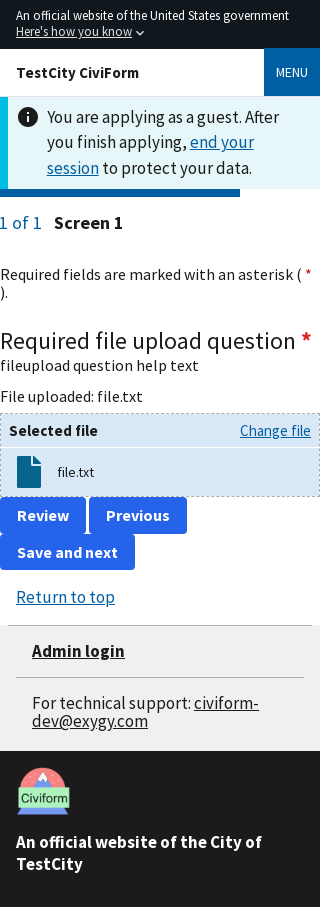 An official website of the United States government
Here's how you know
TestCity CiviForm
MENU
You are applying as a guest. After
you finish applying, end your
session to protect your data.
1 of 1 Screen 1
Required fields are marked with an asterisk ( *
).
Required file upload question *
fileupload question help text
File uploaded: file.txt
Selected file
Change file
file.txt
Review
Previous
Save and next
Return to top
Admin login
For technical support: civiform-
dev@exygy.com
Civiform
An official website of the City of
TestCity